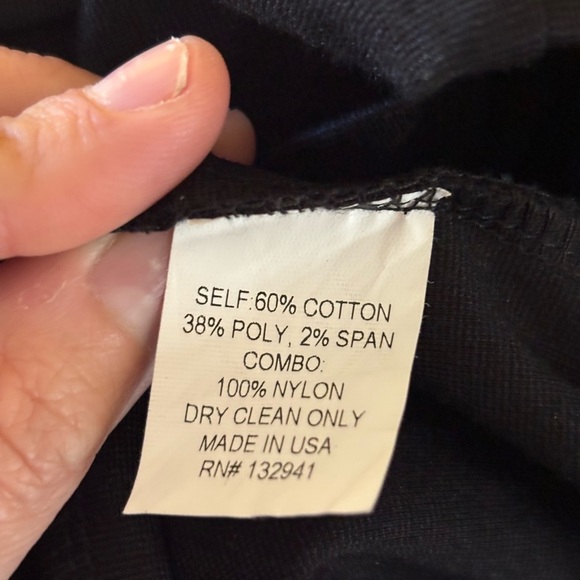 SELF:60% COTTON
38% POLY, 2% SPAN
COMBO:
100% NYLON
DRY CLEAN ONLY
MADE IN USA
RN# 132941